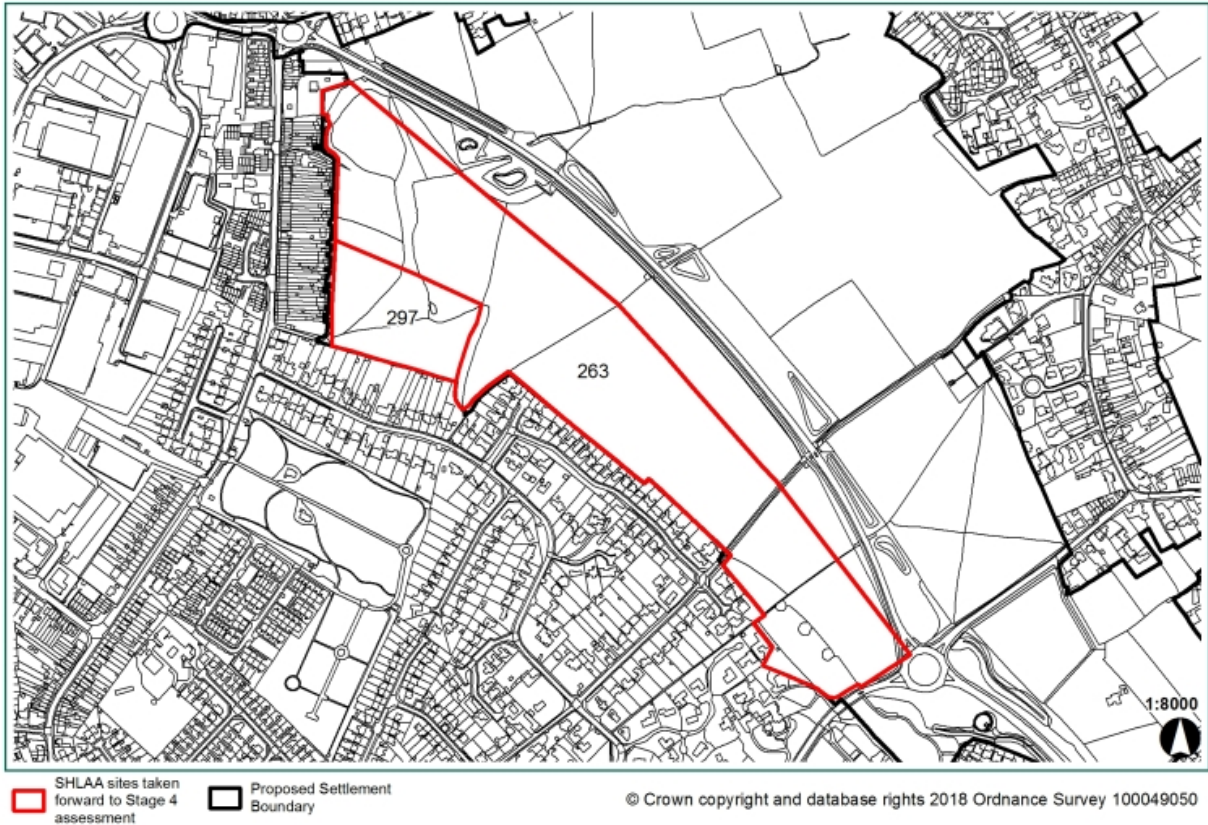 297
263
1:8000
SHLAA sites taken
forward to Stage 4
assessment
Proposed Settlement
Boundary
© Crown copyright and database rights 2018 Ordnance Survey 100049050